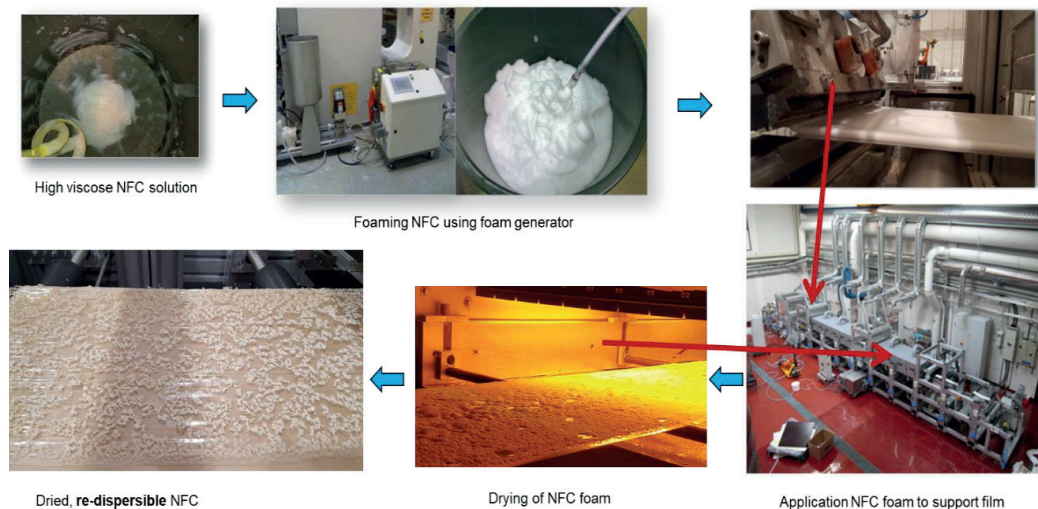 High viscose NFC solution
Foaming NFC using foam generator
Application NFC foam to support film
Drying of NFC foam
Dried, re-dispersible NFC